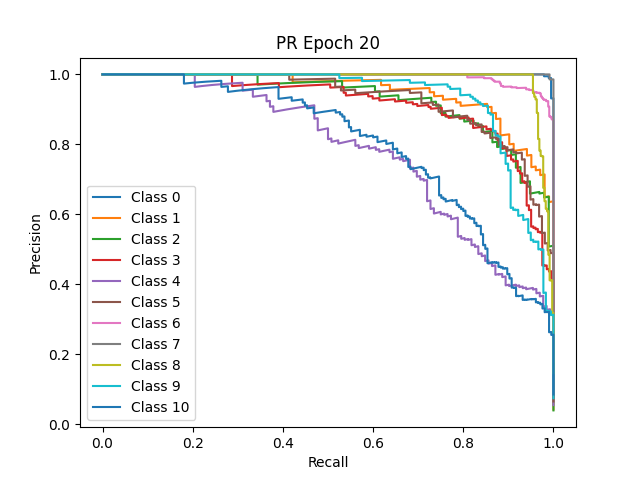 PR Epoch 20
1.0
0.8
0.6
0.4
0.2
0.0
Precision
Class 0
Class 1
Class 2
Class 3
Class 4
Class 5
Class 6
Class 7
Class 8
Class 9
Class 10
0.0 0.2 0.4 0.6 0.8 1.0
Recall